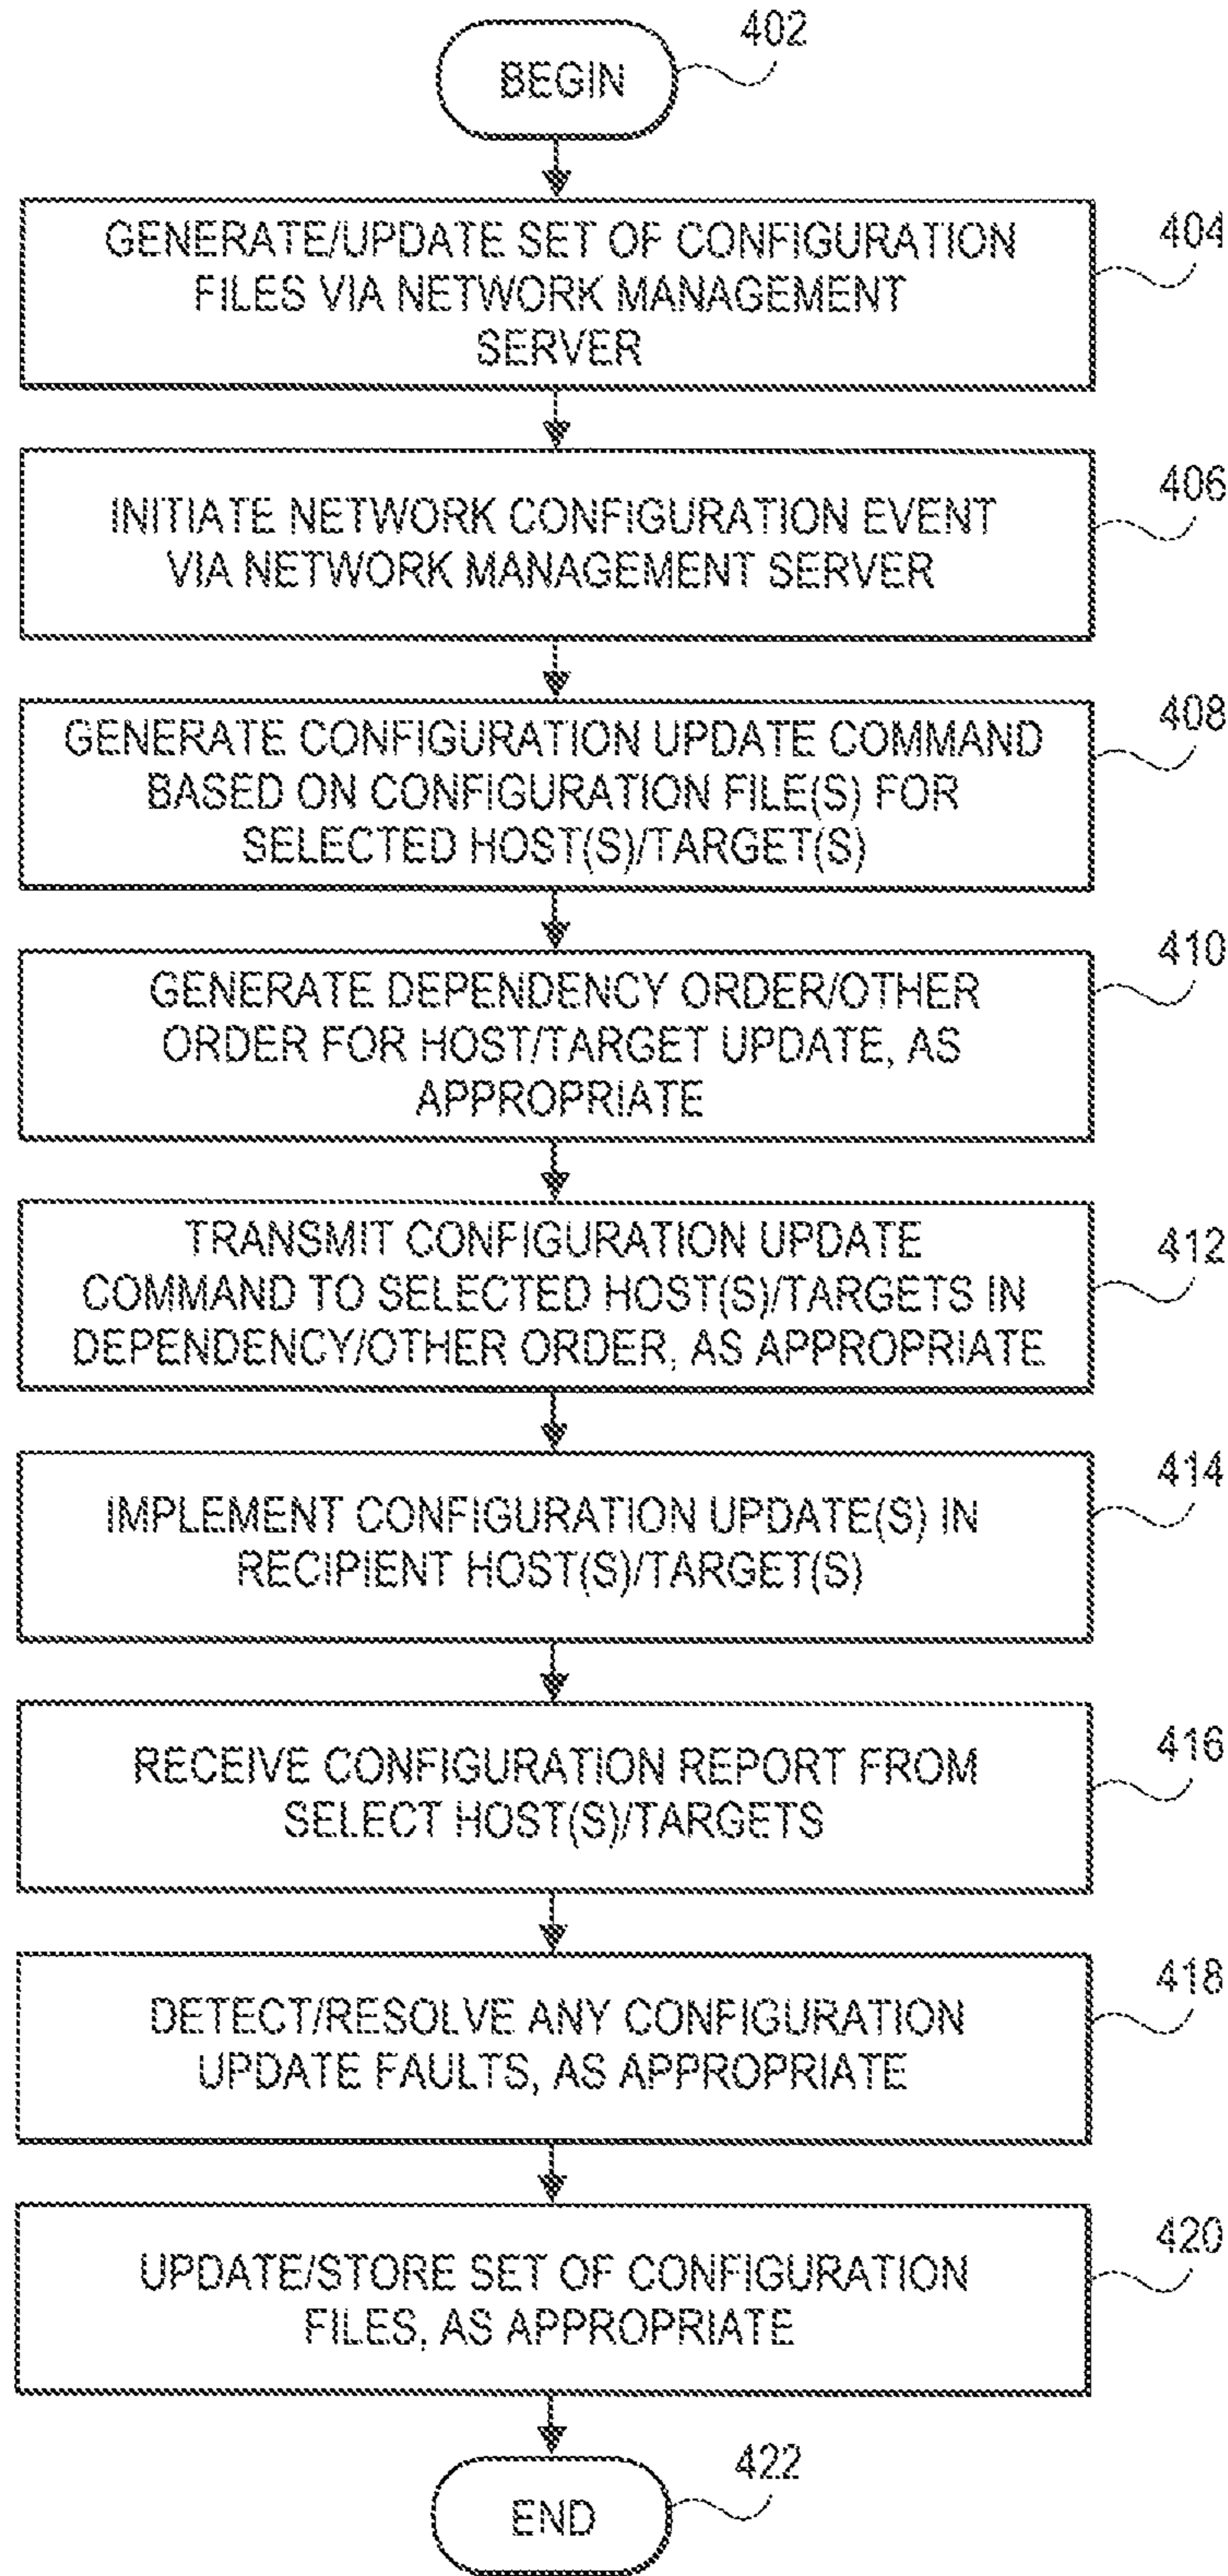 402
BEGIN
404
GENERATE/UPDATE SET OF CONFIGURATION
FILES VIA NETWORK MANAGEMENT
SERVER
406
INITIATE NETWORK CONFIGURATION EVENT
VIA NETWORK MANAGEMENT SERVER
408
GENERATE CONFIGURATION UPDATE COMMAND
BASED ON CONFIGURATION FILE(S) FOR
SELECTED HOST(S)/TARGET(S)
410
GENERATE DEPENDENCY ORDER/OTHER
ORDER FOR HOST/TARGET UPDATE, AS
APPROPRIATE
412
TRANSMIT CONFIGURATION UPDATE
COMMAND TO SELECTED HOST(S)/TARGETS IN
DEPENDENCY/OTHER ORDER, AS APPROPRIATE
414
IMPLEMENT CONFIGURATION UPDATE(S) IN
RECIPIENT HOST(S)/TARGET(S)
416
RECEIVE CONFIGURATION REPORT FROM
SELECT HOST(S)/TARGETS
418
DETECT/RESOLVE ANY CONFIGURATION
UPDATE FAULTS, AS APPROPRIATE
420
UPDATE/STORE SET OF CONFIGURATION
FILES, AS APPROPRIATE
422
END